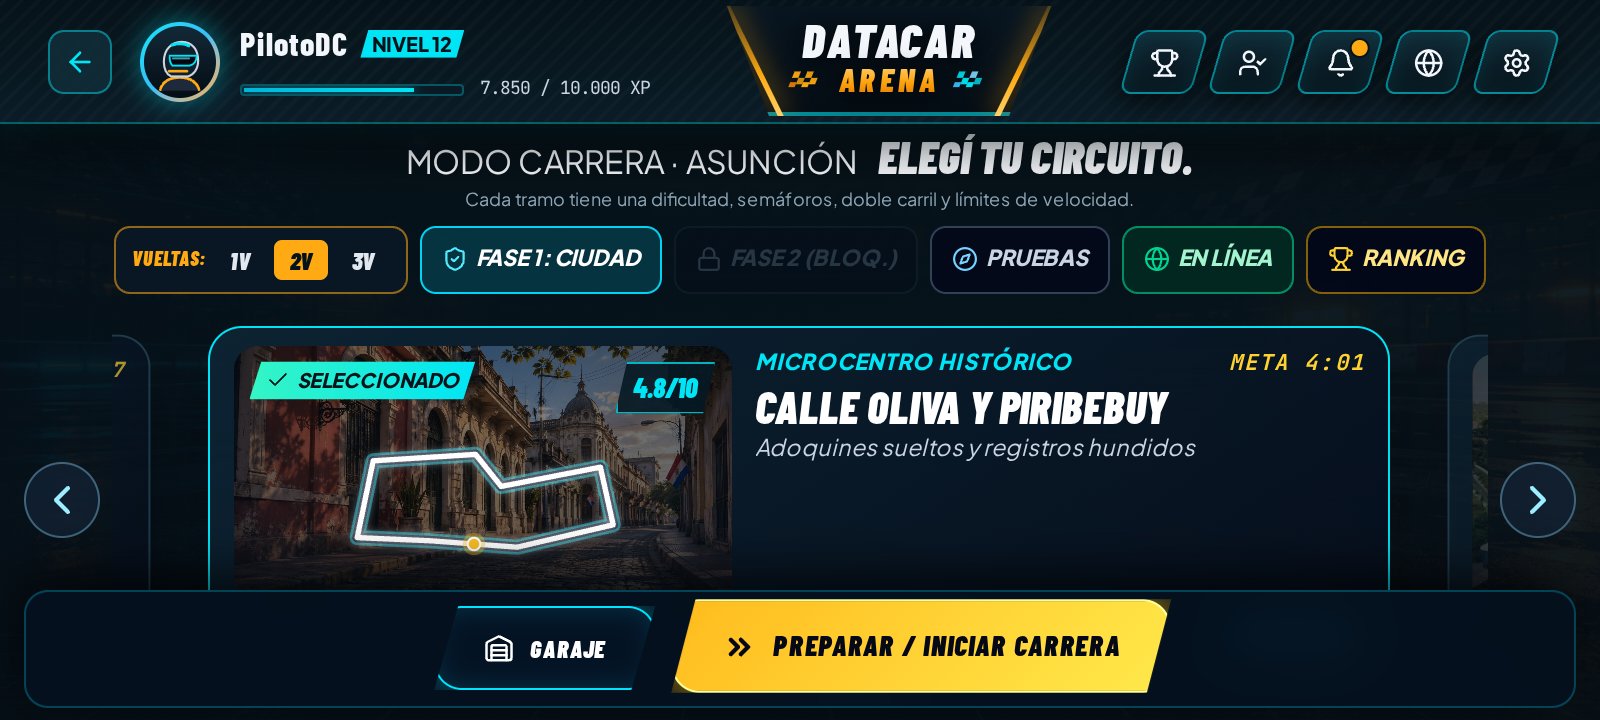 PilotoDC NIVEL 12
7.850 / 10.000 XP
DATACAR
ARENA
MODO CARRERA · ASUNCIÓN ELEGÍ TU CIRCUITO.
Cada tramo tiene una dificultad, semáforos, doble carril y límites de velocidad.
VUELTAS: 1V 2V 3V
FASE 1: CIUDAD
FASE 2 (BLOQ.)
PRUEBAS
EN LÍNEA
RANKING
7
SELECCIONADO
4.8/10
MICROCENTRO HISTÓRICO
META 4:01
CALLE OLIVA Y PIRIBEBUY
Adoquines sueltos y registros hundidos
GARAJE
PREPARAR / INICIAR CARRERA